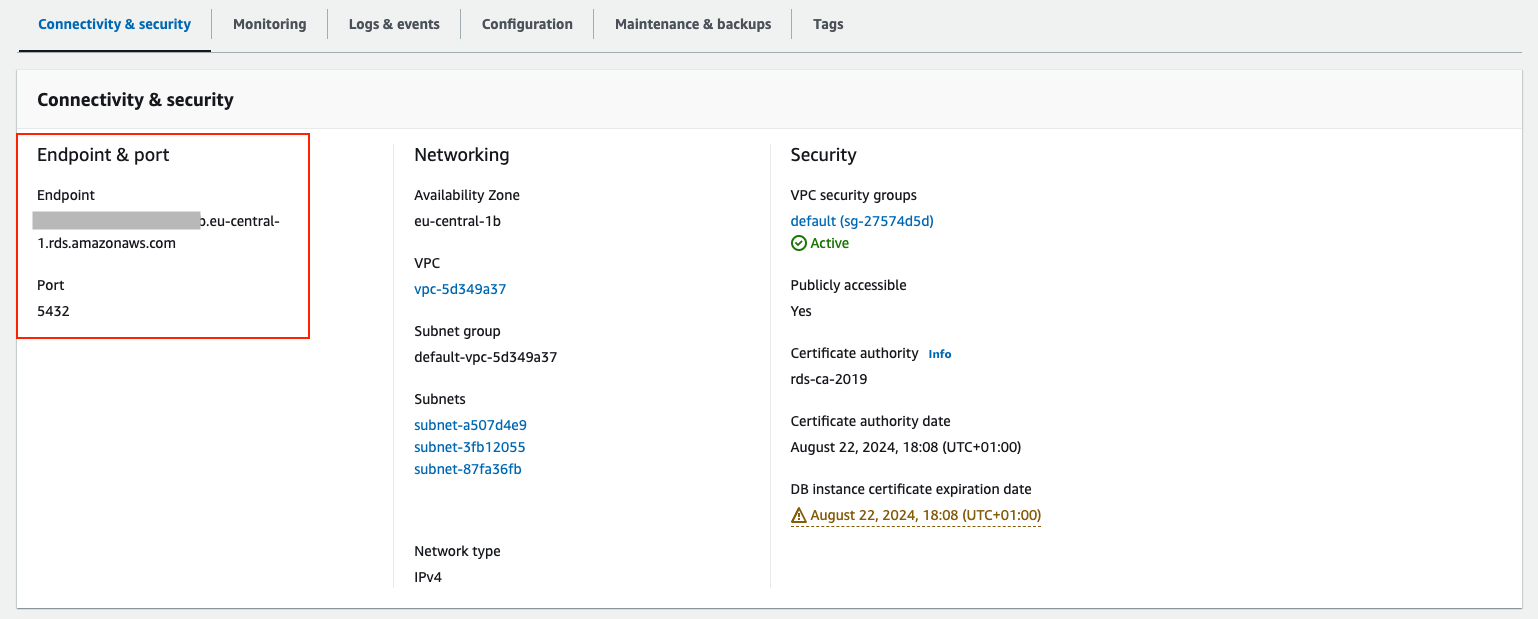 Connectivity & security
Monitoring
Logs & events
Configuration
Maintenance & backups
Tags
Connectivity & security
Endpoint & port
Endpoint
.eu-central-
1.rds.amazonaws.com
Port
5432
Networking
Availability Zone
eu-central-1b
VPC
vpc-5d349a37
Subnet group
default-vpc-5d349a37
Subnets
subnet-a507d4e9
subnet-3fb12055
subnet-87fa36fb
Network type
IPv4
Security
VPC security groups
default (sg-27574d5d)
Active
Publicly accessible
Yes
Certificate authority Info
rds-ca-2019
Certificate authority date
August 22, 2024, 18:08 (UTC+01:00)
DB instance certificate expiration date
August 22, 2024, 18:08 (UTC+01:00)